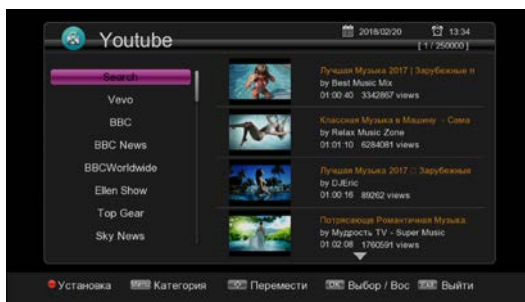 Youtube
2018/02/20 13:34
[ 1 / 250000 ]
Search
Vevo
BBC
BBC News
BBCWorldwide
Ellen Show
Top Gear
Sky News
Лучшая Музыка 2017 | Зарубежные п
by Best Music Mix
01:00:40 3342867 views
Классная Музыка в Машину - Сама
by Relax Music Zone
01:01:10 6284081 views
Лучшая Музыка 2017 □ Зарубежные
by DJEric
01:00:16 89262 views
Потрясающе Романтичная Музыка.
by Мудрость TV - Super Music
01:02:08 1760591 views
Установка MENU Категория Перемести OK Выбор / Вос EXIT Выйти